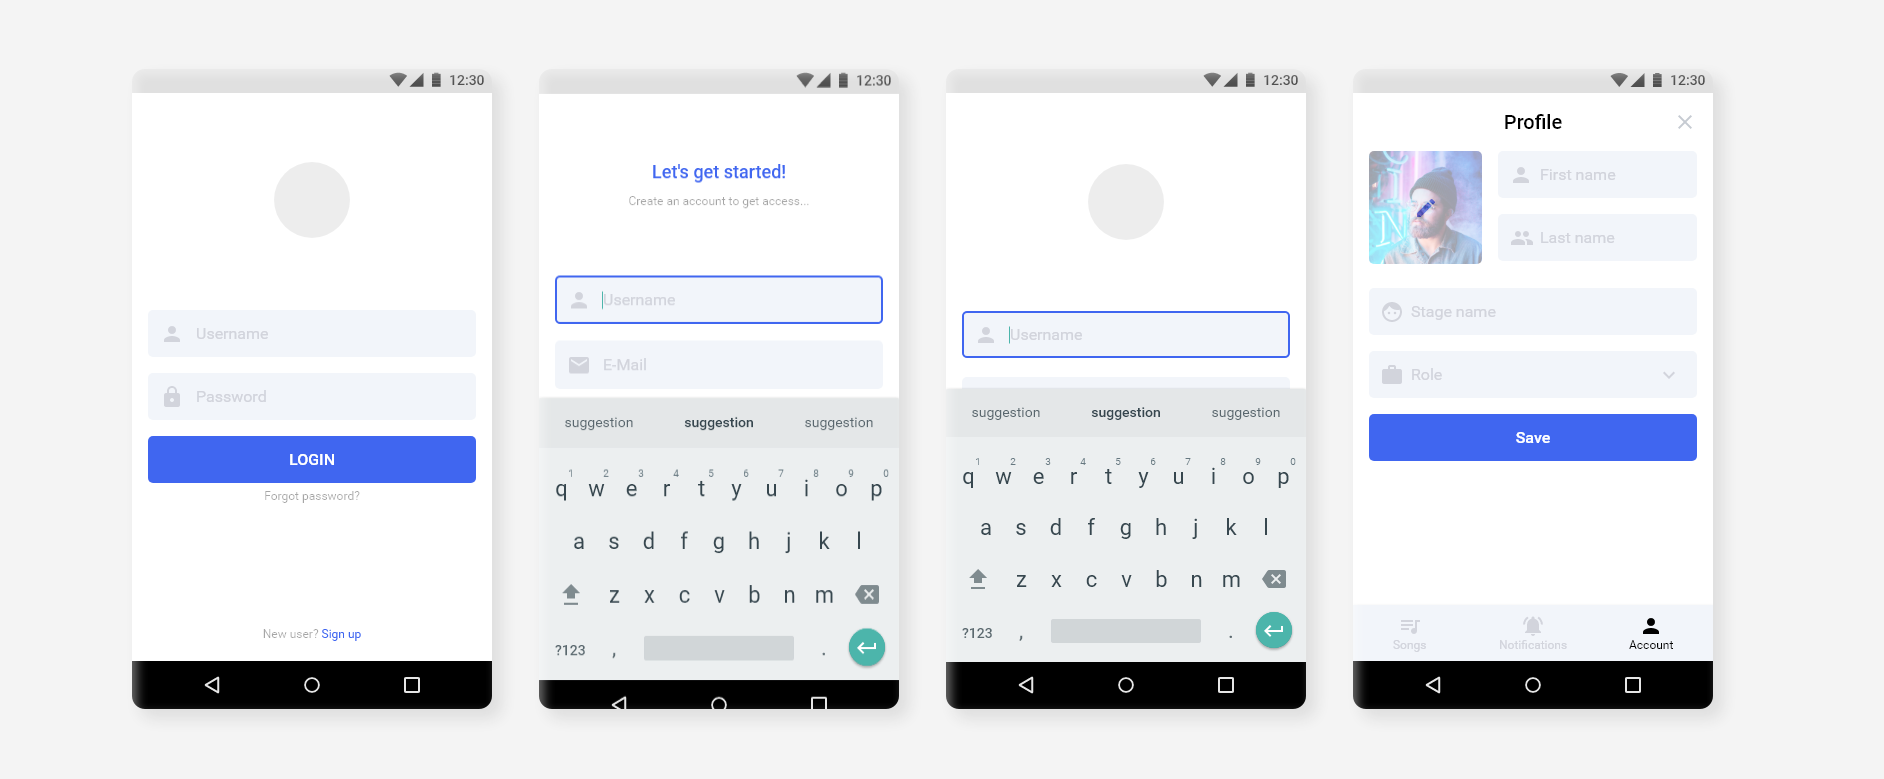 12:30
Username
Password
LOGIN
Forgot password?
New user? Sign up
12:30
Let's get started!
Create an account to get access...
Username
E-Mail
suggestion suggestion suggestion
1 2 3 4 5 6 7 8 9 0
q w e r t y u i o p
a s d f g h j k l
z x c v b n m
?123 , .
12:30
Username
suggestion suggestion suggestion
1 2 3 4 5 6 7 8 9 0
q w e r t y u i o p
a s d f g h j k l
z x c v b n m
?123 , .
12:30
Profile
First name
Last name
Stage name
Role
Save
Songs Notifications Account